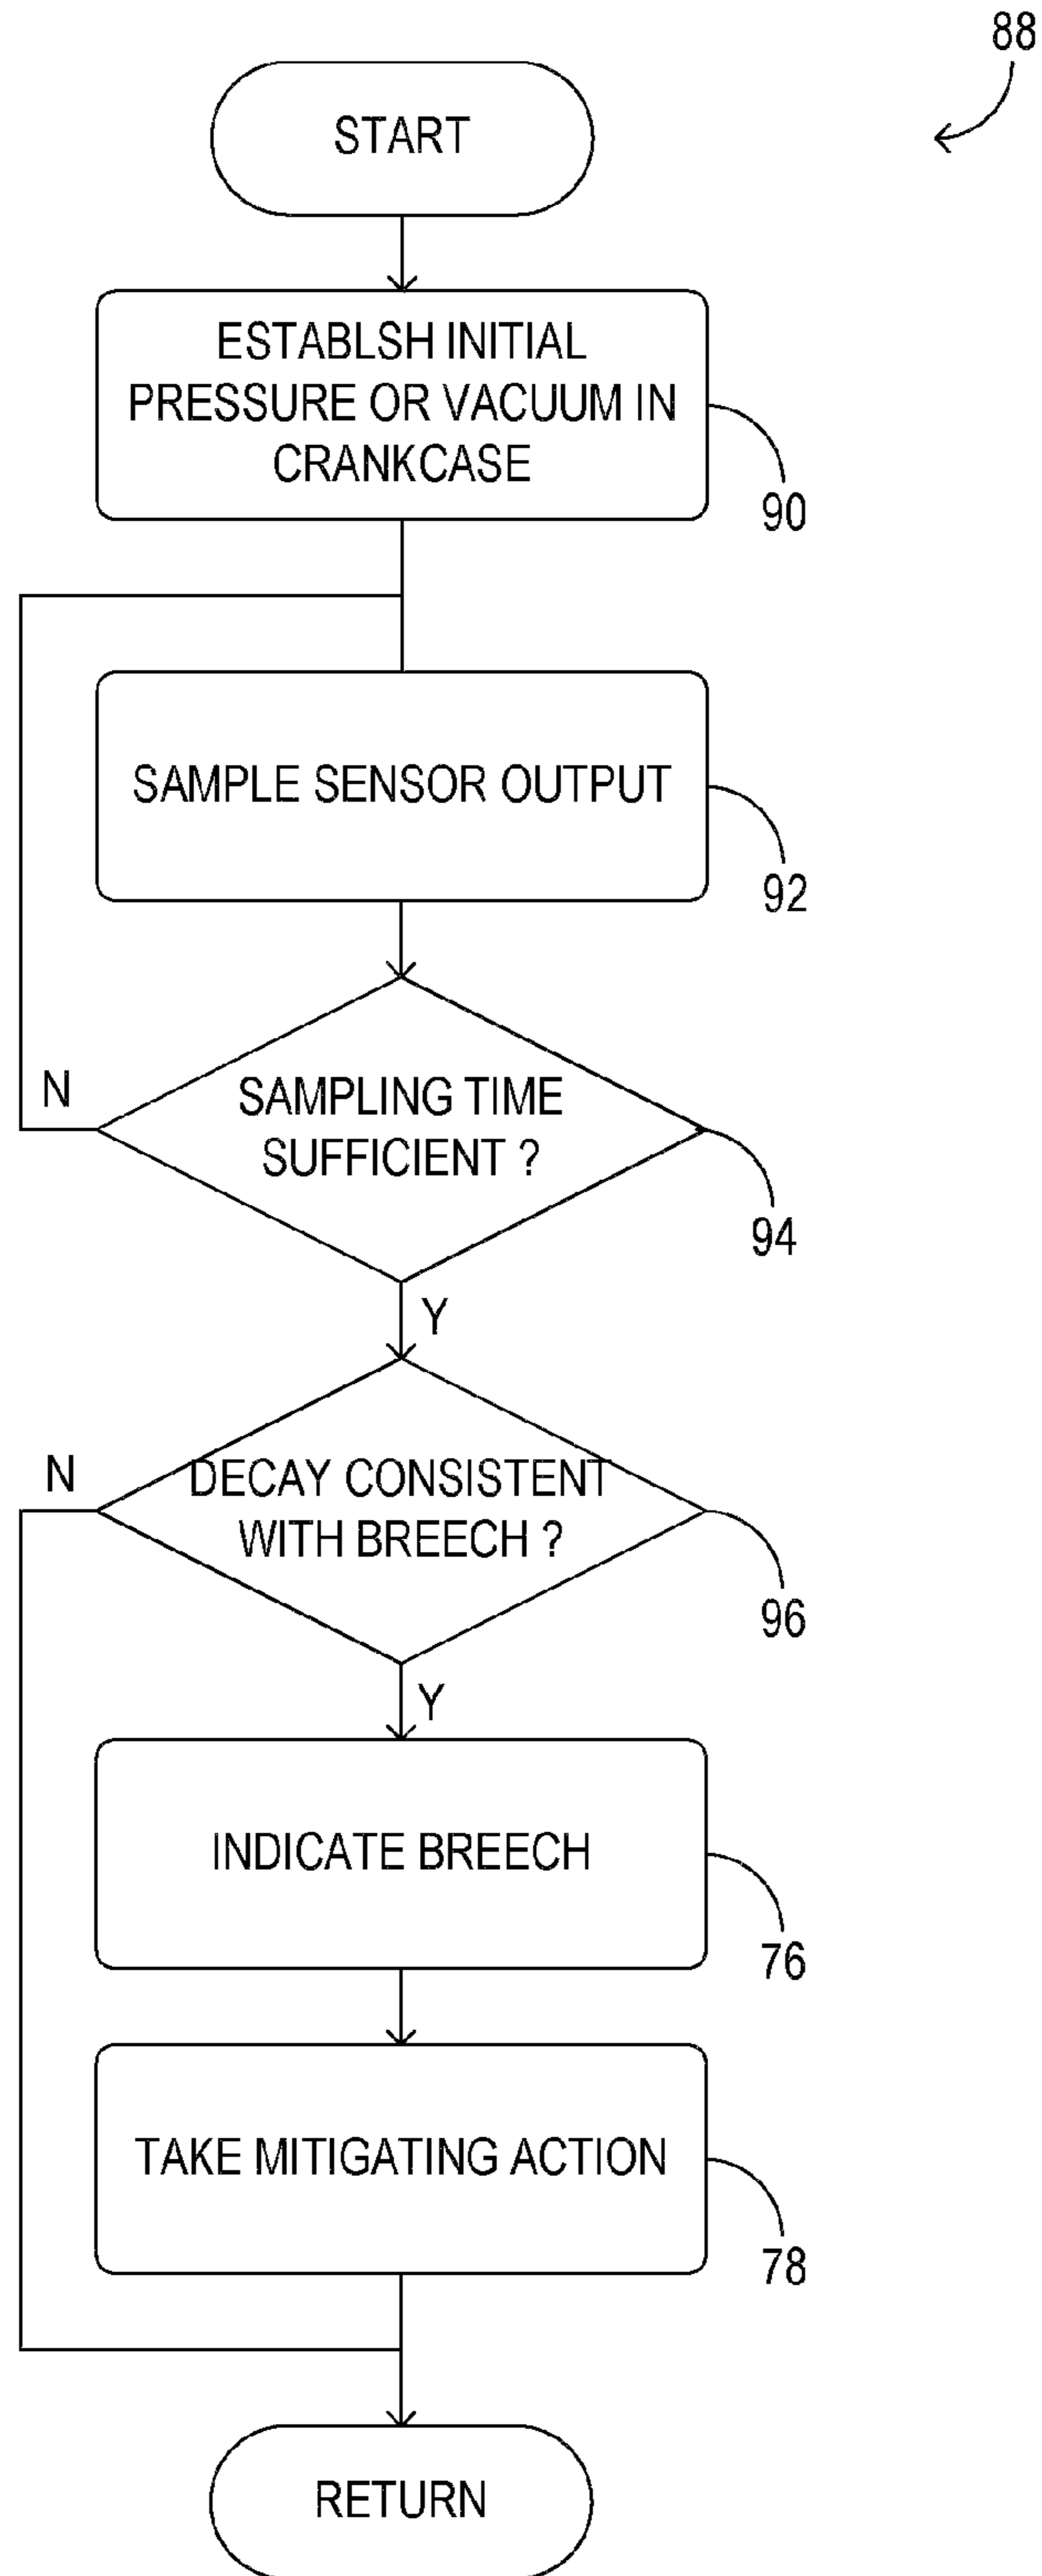 88
START
ESTABLSH INITIAL
PRESSURE OR VACUUM IN
CRANKCASE
90
SAMPLE SENSOR OUTPUT
92
N
SAMPLING TIME
SUFFICIENT ?
94
Y
N
DECAY CONSISTENT
WITH BREECH ?
96
Y
INDICATE BREECH
76
TAKE MITIGATING ACTION
78
RETURN